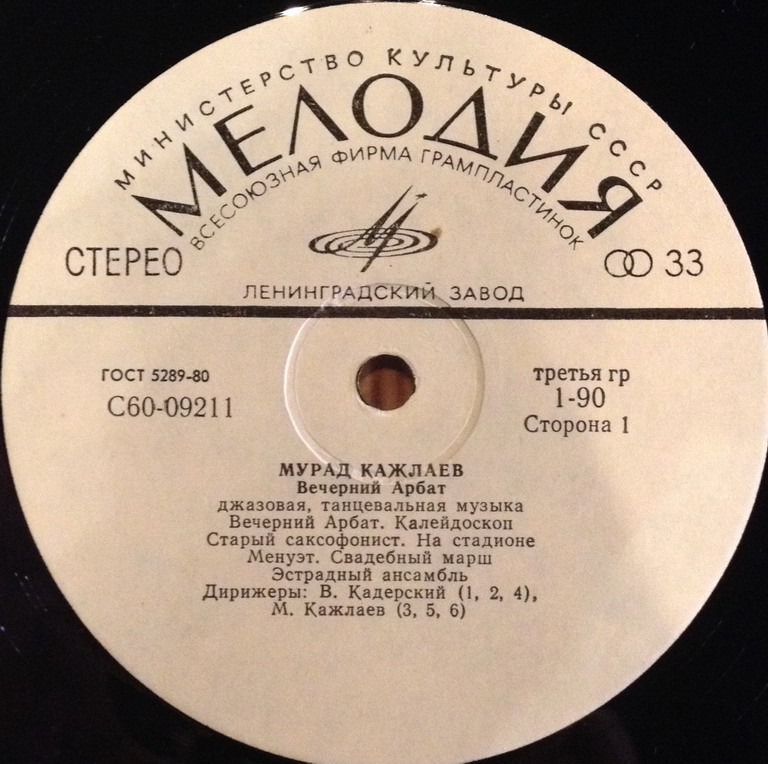 МИНИСТЕРСТВО КУЛЬТУРЫ СССР
МЕЛОДИЯ
ВСЕСОЮЗНАЯ ФИРМА ГРАМПЛАСТИНОК
СТЕРЕО
33
ЛЕНИНГРАДСКИЙ ЗАВОД
ГОСТ 5289-80
С60-09211
третья гр
1-90
Сторона 1
МУРАД КАЖЛАЕВ
Вечерний Арбат
джазовая, танцевальная музыка
Вечерний Арбат. Калейдоскоп
Старый саксофонист. На стадионе
Менуэт. Свадебный марш
Эстрадный ансамбль
Дирижеры: В. Кадерский (1, 2, 4),
М. Кажлаев (3, 5, 6)